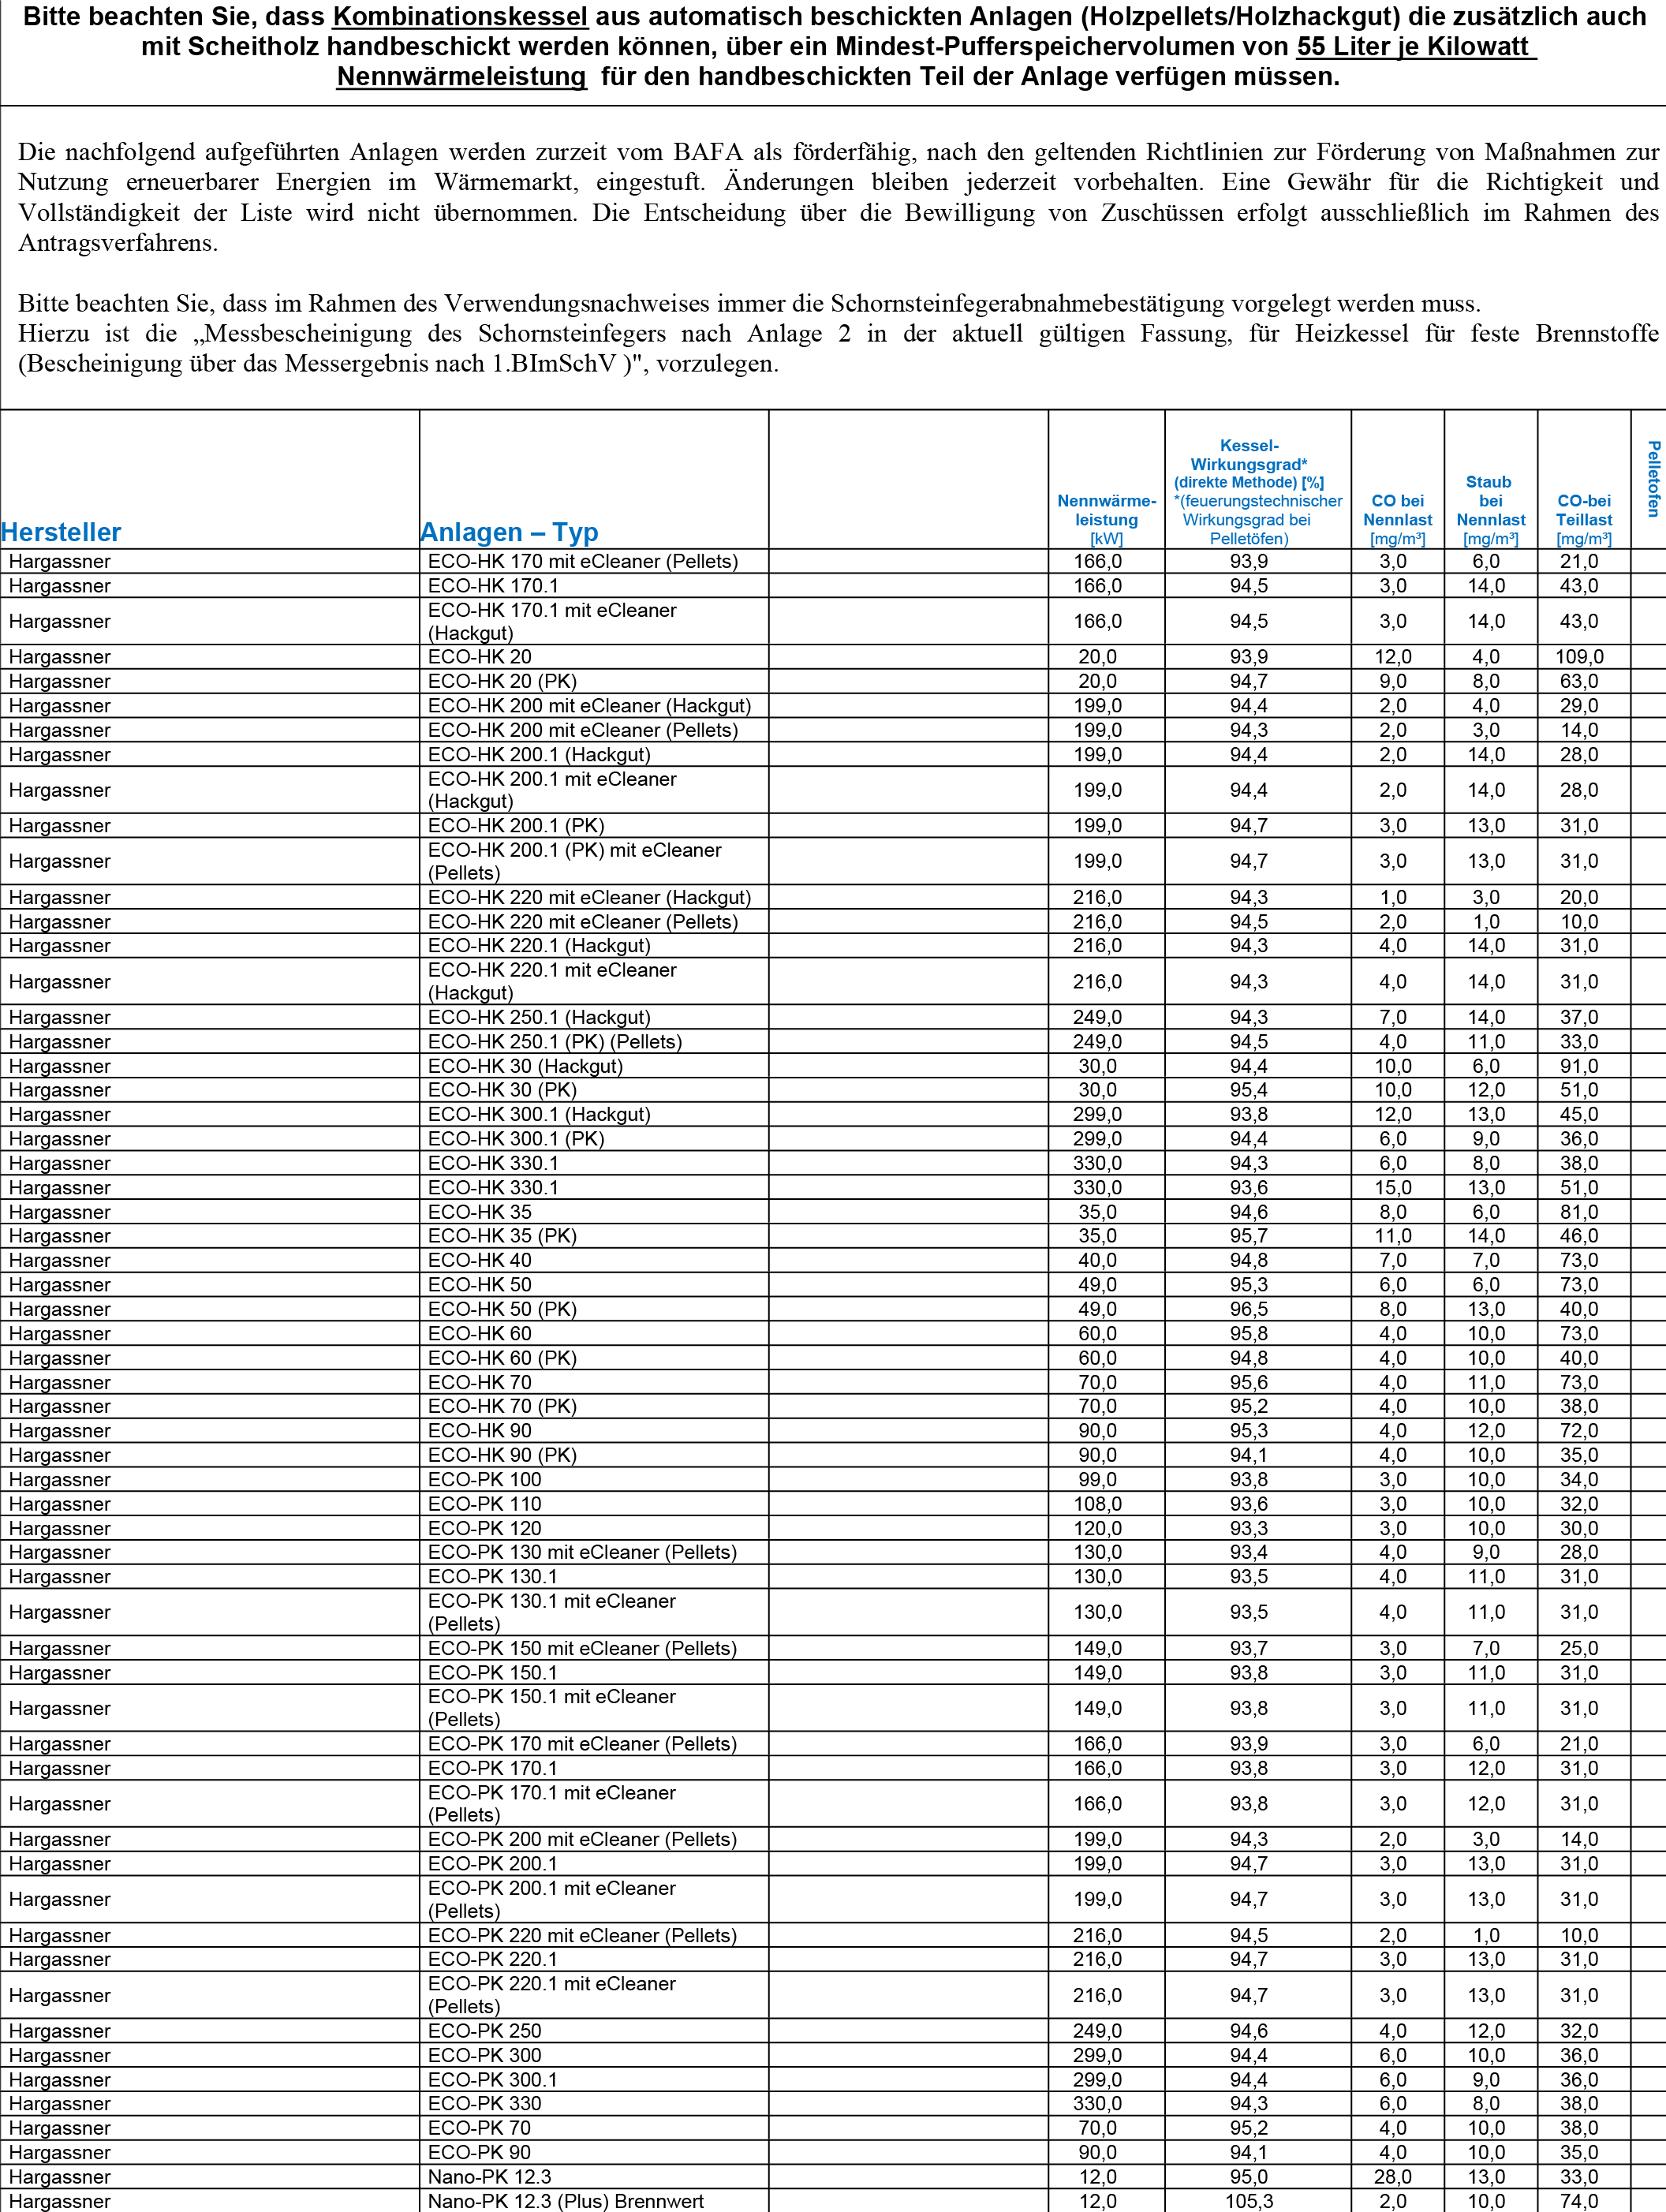 Bitte beachten Sie, dass Kombinationskessel aus automatisch beschickten Anlagen (Holzpellets/Holzhackgut) die zusätzlich auch
mit Scheitholz handbeschickt werden können, über ein Mindest-Pufferspeichervolumen von 55 Liter je Kilowatt
Nennwärmeleistung für den handbeschickten Teil der Anlage verfügen müssen.
Die nachfolgend aufgeführten Anlagen werden zurzeit vom BAFA als förderfähig, nach den geltenden Richtlinien zur Förderung von Maßnahmen zur
Nutzung erneuerbarer Energien im Wärmemarkt, eingestuft. Änderungen bleiben jederzeit vorbehalten. Eine Gewähr für die Richtigkeit und
Vollständigkeit der Liste wird nicht übernommen. Die Entscheidung über die Bewilligung von Zuschüssen erfolgt ausschließlich im Rahmen des
Antragsverfahrens.
Bitte beachten Sie, dass im Rahmen des Verwendungsnachweises immer die Schornsteinfegerabnahmebestätigung vorgelegt werden muss.
Hierzu ist die „Messbescheinigung des Schornsteinfegers nach Anlage 2 in der aktuell gültigen Fassung, für Heizkessel für feste Brennstoffe
(Bescheinigung über das Messergebnis nach 1.BImSchV )", vorzulegen.
Hersteller
Anlagen – Typ
Nennwärme-
leistung
[kW]
Kessel-
Wirkungsgrad*
(direkte Methode) [%]
*(feuerungstechnischer
Wirkungsgrad bei
Pelletöfen)
CO bei
Nennlast
[mg/m³]
Staub
bei
Nennlast
[mg/m³]
CO-bei
Teillast
[mg/m³]
Pelletofen
Hargassner ECO-HK 170 mit eCleaner (Pellets) 166,0 93,9 3,0 6,0 21,0
Hargassner ECO-HK 170.1 166,0 94,5 3,0 14,0 43,0
Hargassner ECO-HK 170.1 mit eCleaner
(Hackgut) 166,0 94,5 3,0 14,0 43,0
Hargassner ECO-HK 20 20,0 93,9 12,0 4,0 109,0
Hargassner ECO-HK 20 (PK) 20,0 94,7 9,0 8,0 63,0
Hargassner ECO-HK 200 mit eCleaner (Hackgut) 199,0 94,4 2,0 4,0 29,0
Hargassner ECO-HK 200 mit eCleaner (Pellets) 199,0 94,3 2,0 3,0 14,0
Hargassner ECO-HK 200.1 (Hackgut) 199,0 94,4 2,0 14,0 28,0
Hargassner ECO-HK 200.1 mit eCleaner
(Hackgut) 199,0 94,4 2,0 14,0 28,0
Hargassner ECO-HK 200.1 (PK) 199,0 94,7 3,0 13,0 31,0
Hargassner ECO-HK 200.1 (PK) mit eCleaner
(Pellets) 199,0 94,7 3,0 13,0 31,0
Hargassner ECO-HK 220 mit eCleaner (Hackgut) 216,0 94,3 1,0 3,0 20,0
Hargassner ECO-HK 220 mit eCleaner (Pellets) 216,0 94,5 2,0 1,0 10,0
Hargassner ECO-HK 220.1 (Hackgut) 216,0 94,3 4,0 14,0 31,0
Hargassner ECO-HK 220.1 mit eCleaner
(Hackgut) 216,0 94,3 4,0 14,0 31,0
Hargassner ECO-HK 250.1 (Hackgut) 249,0 94,3 7,0 14,0 37,0
Hargassner ECO-HK 250.1 (PK) (Pellets) 249,0 94,5 4,0 11,0 33,0
Hargassner ECO-HK 30 (Hackgut) 30,0 94,4 10,0 6,0 91,0
Hargassner ECO-HK 30 (PK) 30,0 95,4 10,0 12,0 51,0
Hargassner ECO-HK 300.1 (Hackgut) 299,0 93,8 12,0 13,0 45,0
Hargassner ECO-HK 300.1 (PK) 299,0 94,4 6,0 9,0 36,0
Hargassner ECO-HK 330.1 330,0 94,3 6,0 8,0 38,0
Hargassner ECO-HK 330.1 330,0 93,6 15,0 13,0 51,0
Hargassner ECO-HK 35 35,0 94,6 8,0 6,0 81,0
Hargassner ECO-HK 35 (PK) 35,0 95,7 11,0 14,0 46,0
Hargassner ECO-HK 40 40,0 94,8 7,0 7,0 73,0
Hargassner ECO-HK 50 49,0 95,3 6,0 6,0 73,0
Hargassner ECO-HK 50 (PK) 49,0 96,5 8,0 13,0 40,0
Hargassner ECO-HK 60 60,0 95,8 4,0 10,0 73,0
Hargassner ECO-HK 60 (PK) 60,0 94,8 4,0 10,0 40,0
Hargassner ECO-HK 70 70,0 95,6 4,0 11,0 73,0
Hargassner ECO-HK 70 (PK) 70,0 95,2 4,0 10,0 38,0
Hargassner ECO-HK 90 90,0 95,3 4,0 12,0 72,0
Hargassner ECO-HK 90 (PK) 90,0 94,1 4,0 10,0 35,0
Hargassner ECO-PK 100 99,0 93,8 3,0 10,0 34,0
Hargassner ECO-PK 110 108,0 93,6 3,0 10,0 32,0
Hargassner ECO-PK 120 120,0 93,3 3,0 10,0 30,0
Hargassner ECO-PK 130 mit eCleaner (Pellets) 130,0 93,4 4,0 9,0 28,0
Hargassner ECO-PK 130.1 130,0 93,5 4,0 11,0 31,0
Hargassner ECO-PK 130.1 mit eCleaner
(Pellets) 130,0 93,5 4,0 11,0 31,0
Hargassner ECO-PK 150 mit eCleaner (Pellets) 149,0 93,7 3,0 7,0 25,0
Hargassner ECO-PK 150.1 149,0 93,8 3,0 11,0 31,0
Hargassner ECO-PK 150.1 mit eCleaner
(Pellets) 149,0 93,8 3,0 11,0 31,0
Hargassner ECO-PK 170 mit eCleaner (Pellets) 166,0 93,9 3,0 6,0 21,0
Hargassner ECO-PK 170.1 166,0 93,8 3,0 12,0 31,0
Hargassner ECO-PK 170.1 mit eCleaner
(Pellets) 166,0 93,8 3,0 12,0 31,0
Hargassner ECO-PK 200 mit eCleaner (Pellets) 199,0 94,3 2,0 3,0 14,0
Hargassner ECO-PK 200.1 199,0 94,7 3,0 13,0 31,0
Hargassner ECO-PK 200.1 mit eCleaner
(Pellets) 199,0 94,7 3,0 13,0 31,0
Hargassner ECO-PK 220 mit eCleaner (Pellets) 216,0 94,5 2,0 1,0 10,0
Hargassner ECO-PK 220.1 216,0 94,7 3,0 13,0 31,0
Hargassner ECO-PK 220.1 mit eCleaner
(Pellets) 216,0 94,7 3,0 13,0 31,0
Hargassner ECO-PK 250 249,0 94,6 4,0 12,0 32,0
Hargassner ECO-PK 300 299,0 94,4 6,0 10,0 36,0
Hargassner ECO-PK 300.1 299,0 94,4 6,0 9,0 36,0
Hargassner ECO-PK 330 330,0 94,3 6,0 8,0 38,0
Hargassner ECO-PK 70 70,0 95,2 4,0 10,0 38,0
Hargassner ECO-PK 90 90,0 94,1 4,0 10,0 35,0
Hargassner Nano-PK 12.3 12,0 95,0 28,0 13,0 33,0
Hargassner Nano-PK 12.3 (Plus) Brennwert 12,0 105,3 2,0 10,0 74,0